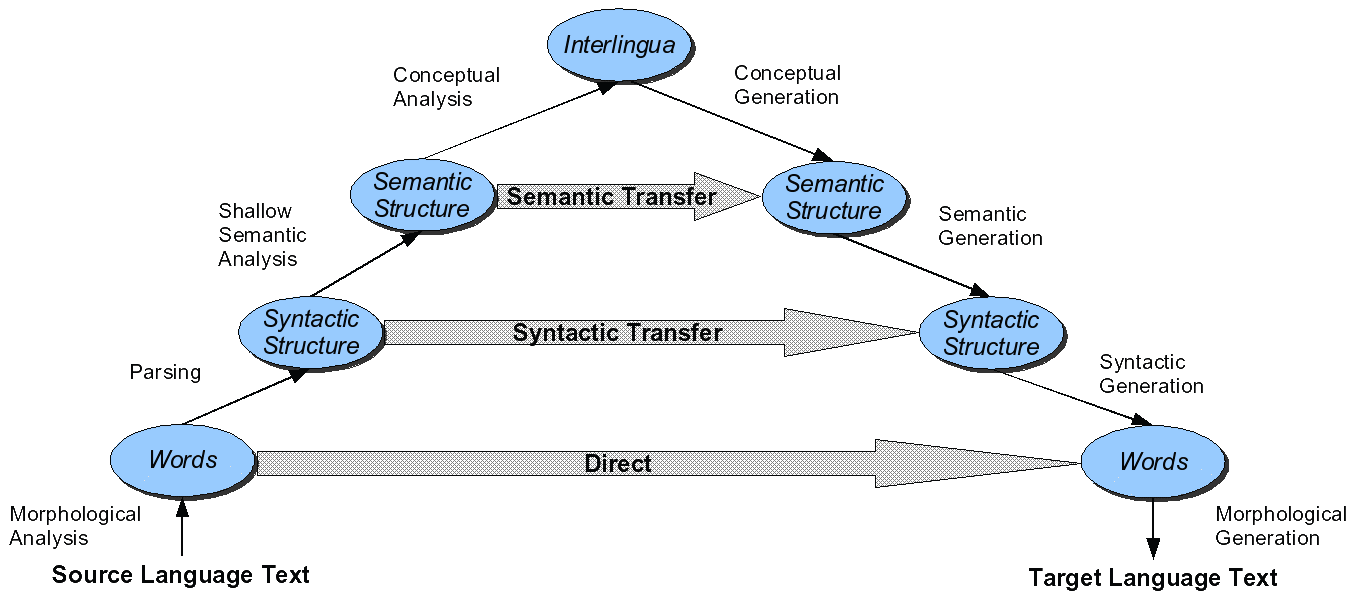 Interlingua
Conceptual
Analysis
Conceptual
Generation
Semantic
Structure
Semantic Transfer
Semantic
Structure
Shallow
Semantic
Analysis
Semantic
Generation
Syntactic
Structure
Syntactic Transfer
Syntactic
Structure
Parsing
Syntactic
Generation
Words
Direct
Words
Morphological
Analysis
Morphological
Generation
Source Language Text
Target Language Text